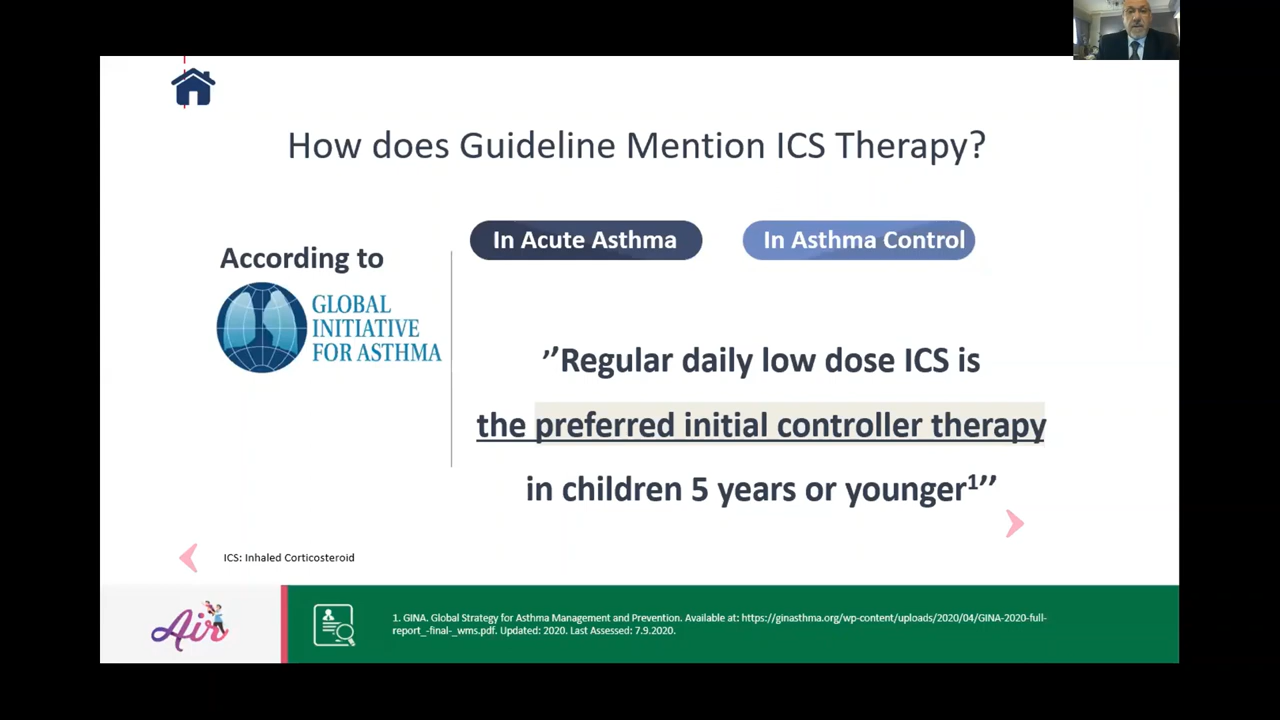 How does Guideline Mention ICS Therapy?
In Acute Asthma
In Asthma Control
According to
GLOBAL
INITIATIVE
FOR ASTHMA
’’Regular daily low dose ICS is
the preferred initial controller therapy
in children 5 years or younger¹’’
ICS: Inhaled Corticosteroid
Air
1. GINA. Global Strategy for Asthma Management and Prevention. Available at: https://ginasthma.org/wp-content/uploads/2020/04/GINA-2020-full-
report_-final-_wms.pdf. Updated: 2020. Last Assessed: 7.9.2020.